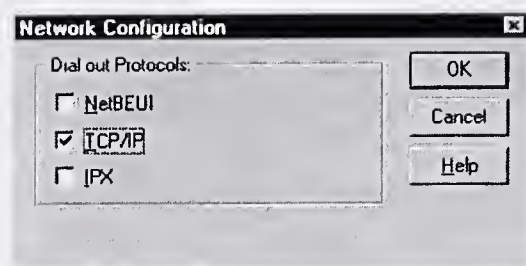 Network Configuration
Dial out Protocols:
NetBEUI
TCP/IP
IPX
OK
Cancel
Help